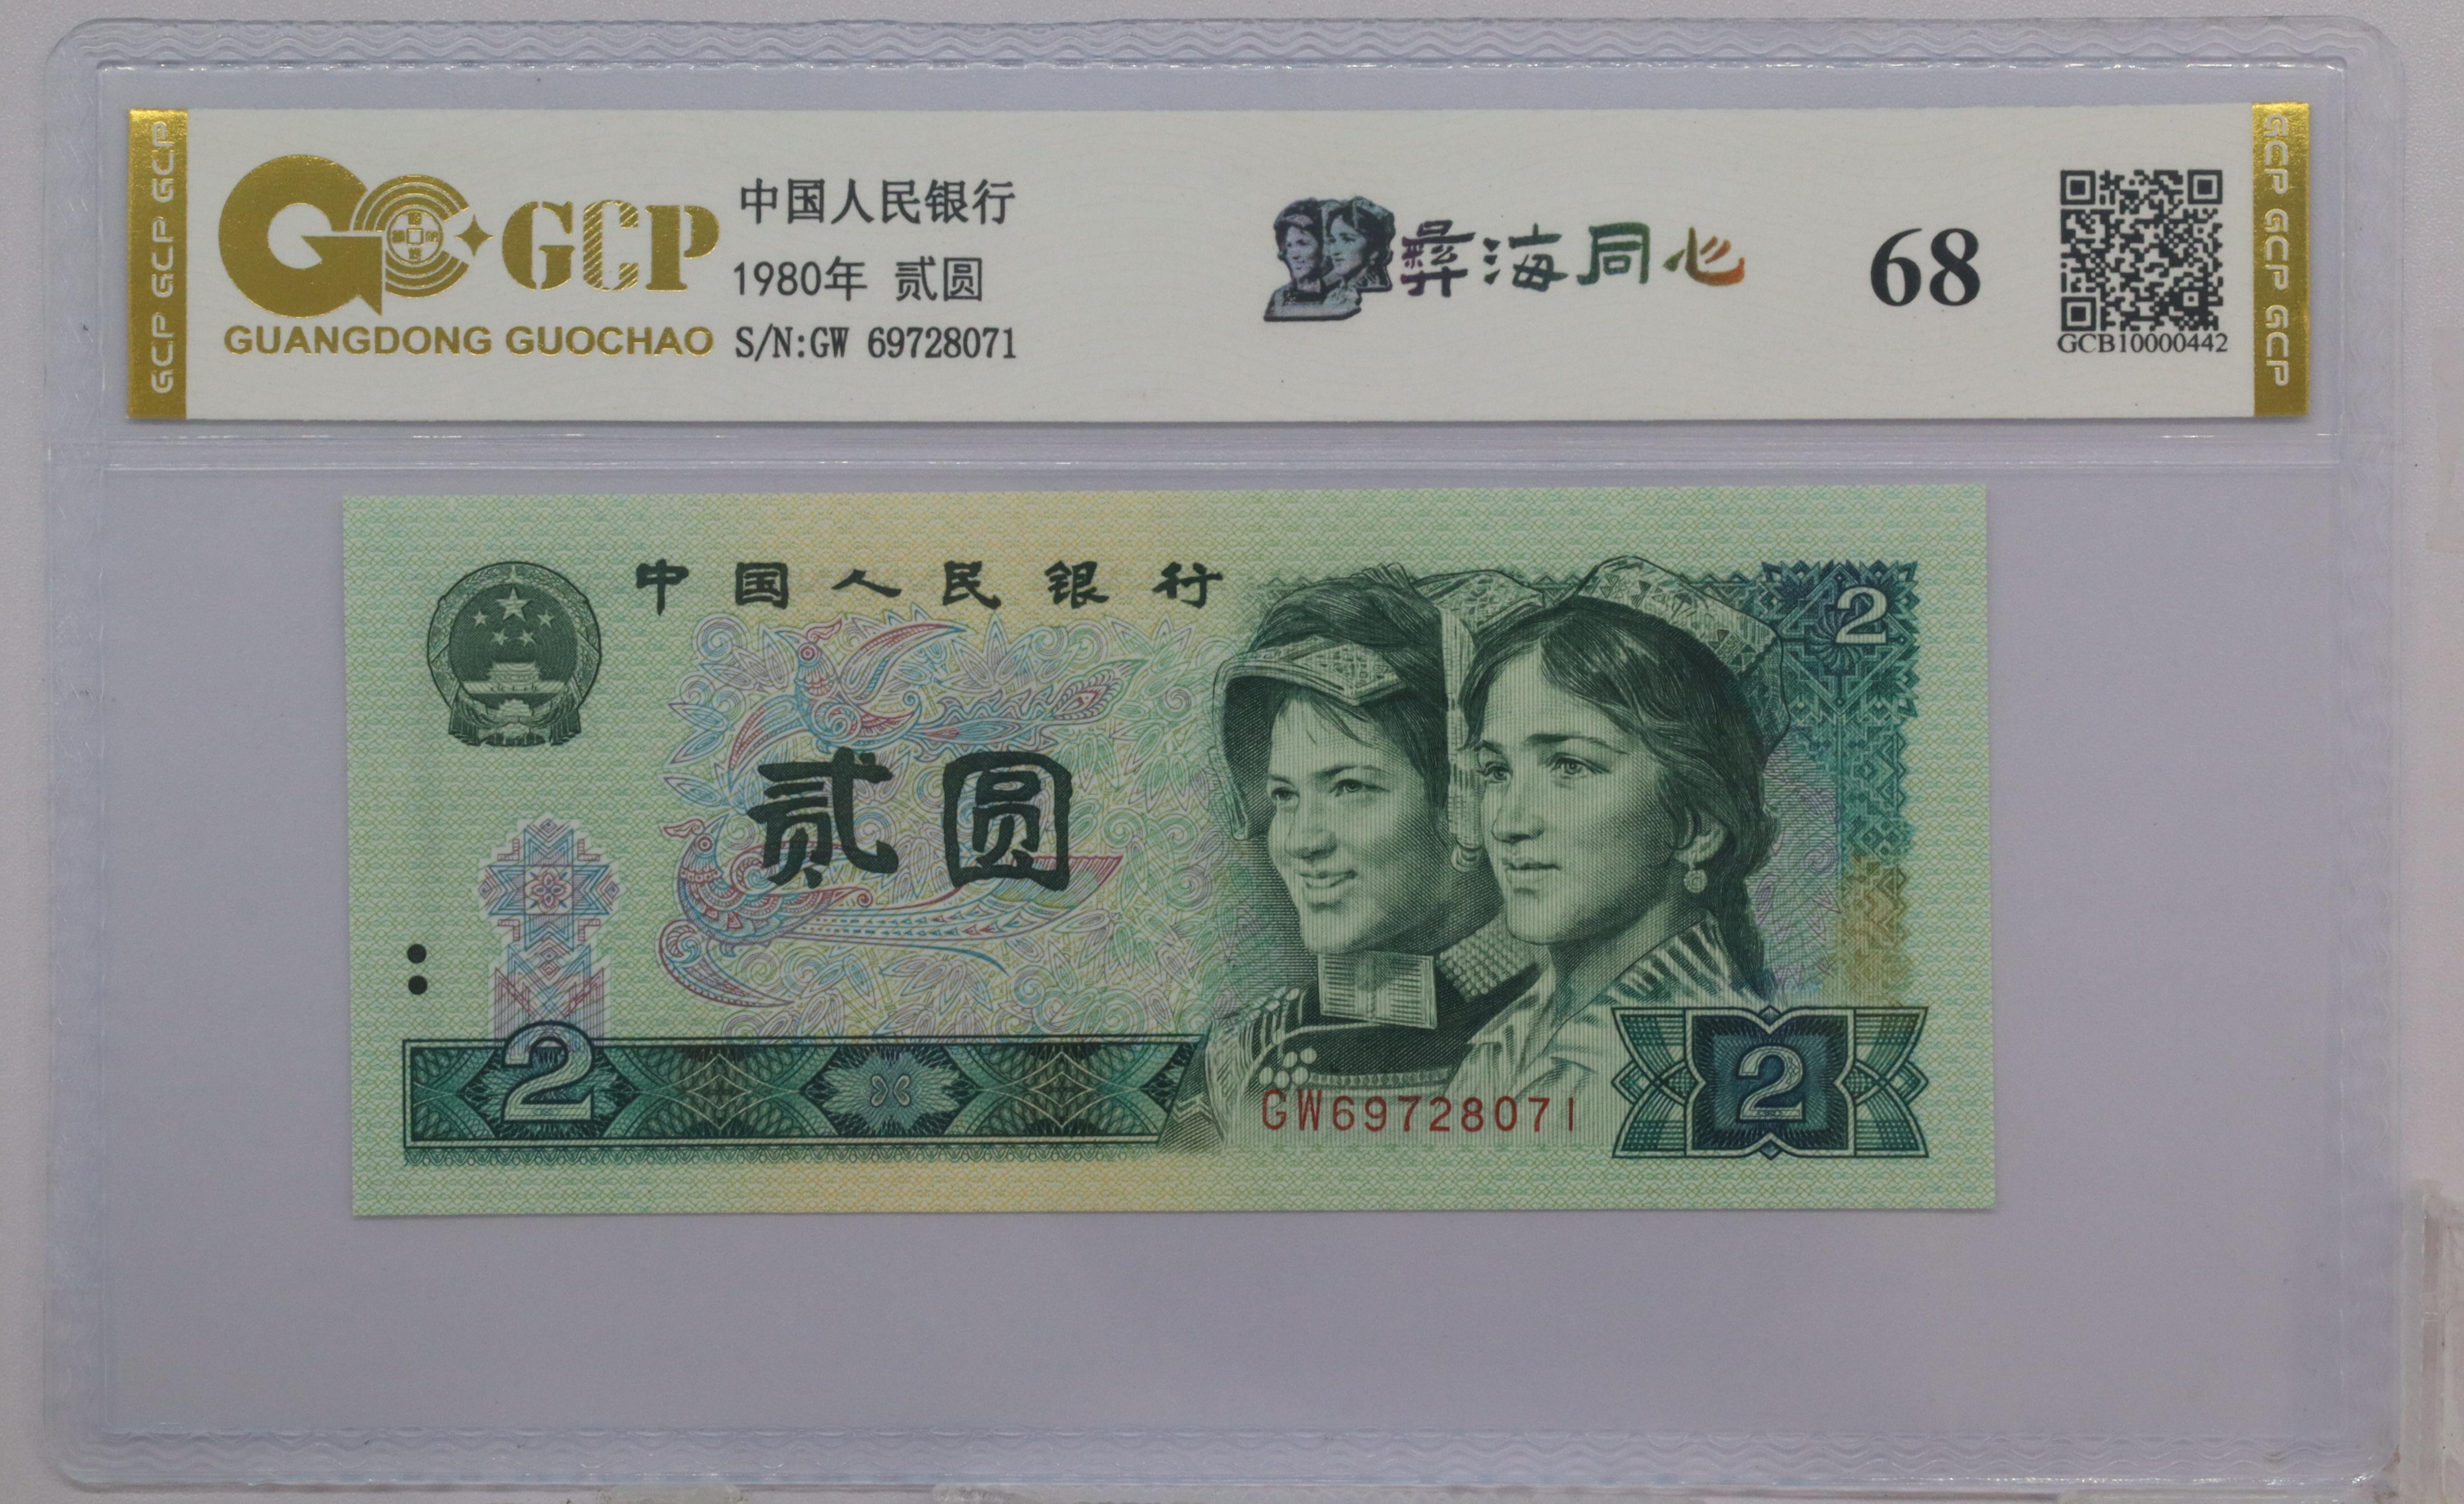 GCP GCP GCP
GCP
GUANGDONG GUOCHAO
中国人民银行
1980年 贰圆
S/N:GW 69728071
彝海同心
68
GCB10000442
GCP GCP GCP
中国人民银行
2
贰圆
2
GW69728071
2